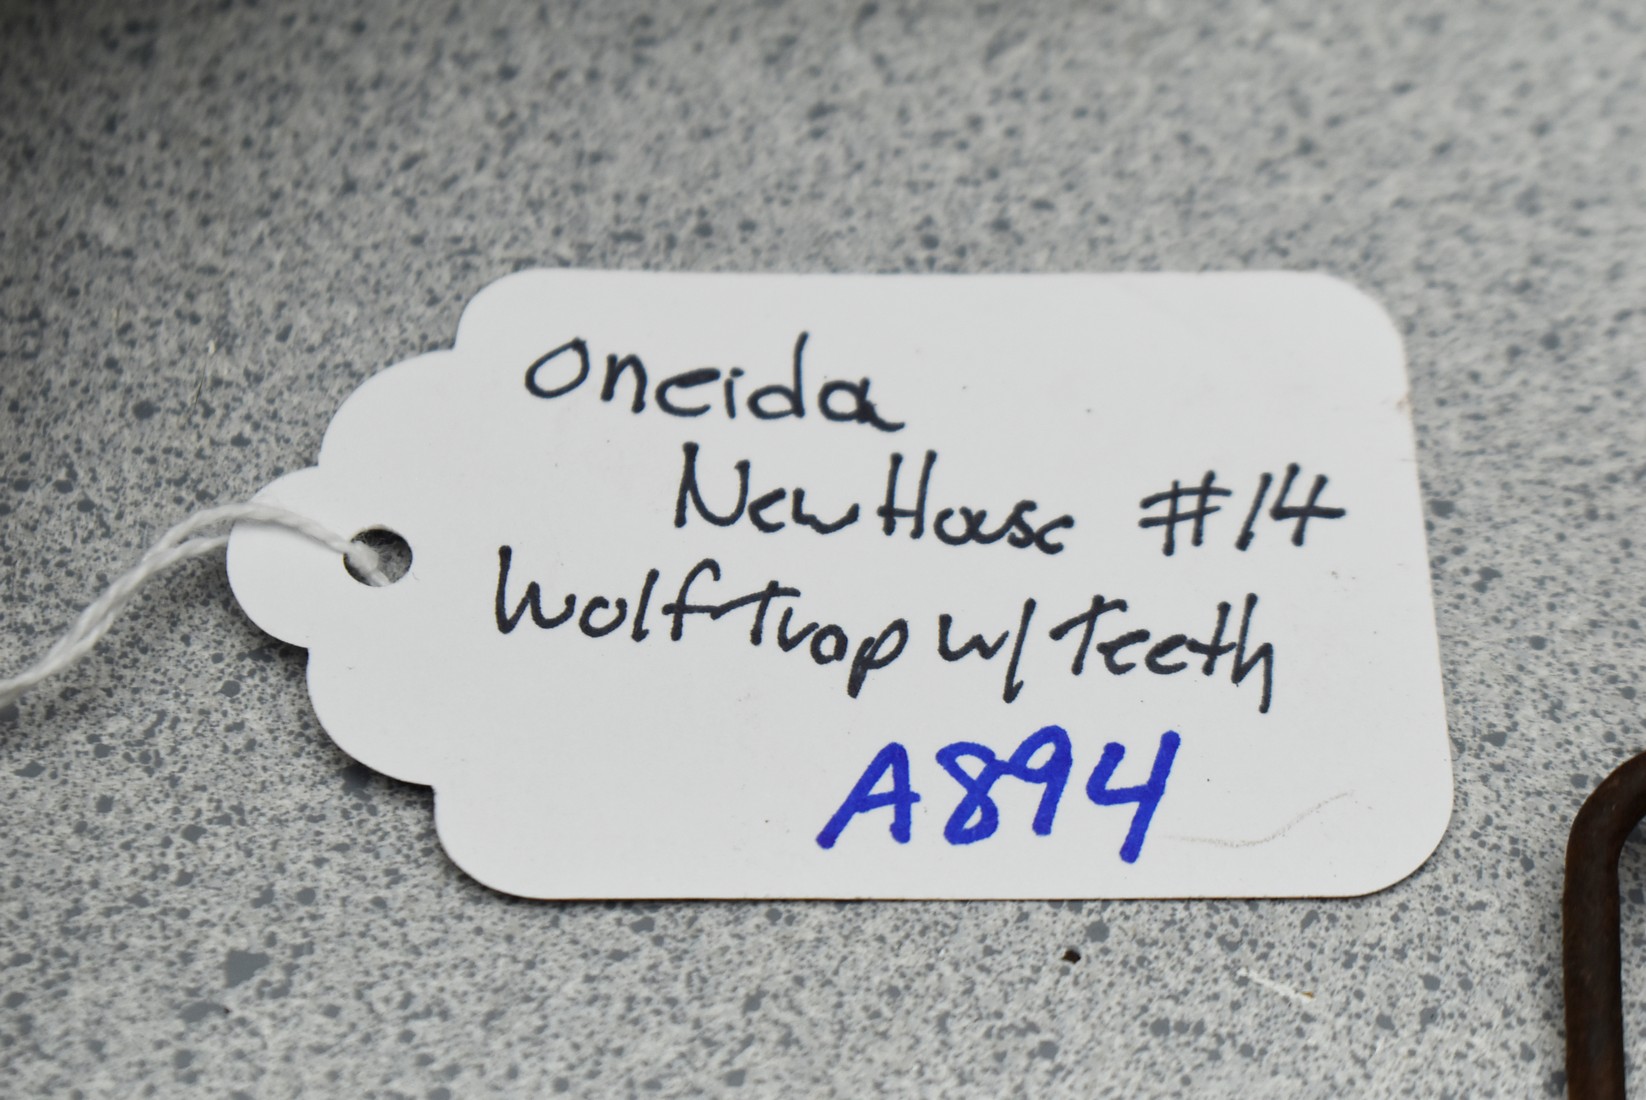 Oneida
NewHouse #14
Wolf Trap w/ Teeth
A894